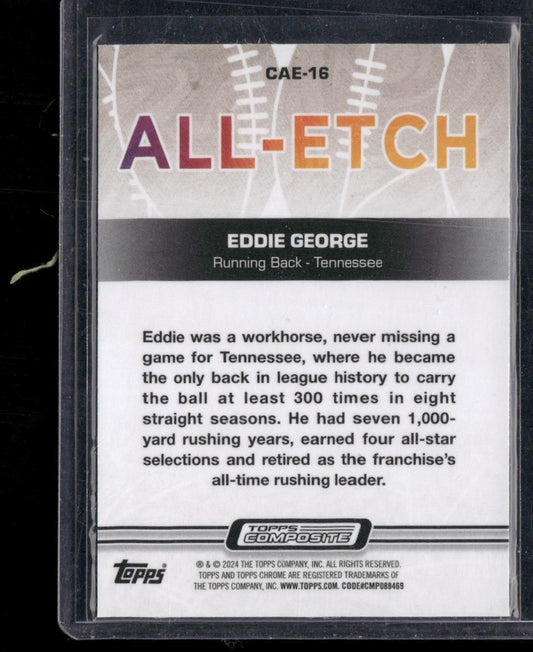 CAE-16
ALL-ETCH
EDDIE GEORGE
Running Back - Tennessee
Eddie was a workhorse, never missing a
game for Tennessee, where he became
the only back in league history to carry
the ball at least 300 times in eight
straight seasons. He had seven 1,000-
yard rushing years, earned four all-star
selections and retired as the franchise's
all-time rushing leader.
TOPPS
COMPOSITE
Topps
® & © 2024 THE TOPPS COMPANY, INC. ALL RIGHTS RESERVED.
TOPPS AND TOPPS CHROME ARE REGISTERED TRADEMARKS OF
THE TOPPS COMPANY, INC. WWW.TOPPS.COM. CODE#CMP088469